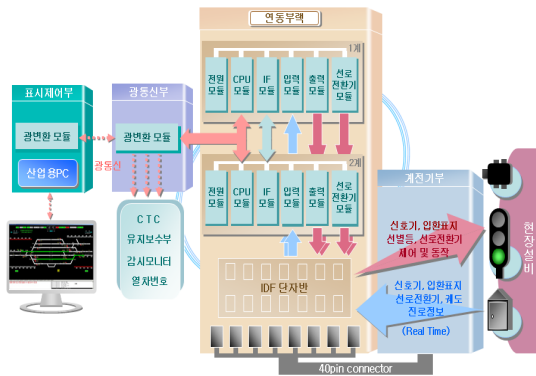 연동부랙
1계
전원
모듈
CPU
모듈
IF
모듈
입력
모듈
출력
모듈
선로
전환기
모듈
표시제어부
광변환 모듈
산업용PC
광통신부
광변환 모듈
광통신
CTC
유지보수부
감시모니터
열차번호
2계
전원
모듈
CPU
모듈
IF
모듈
입력
모듈
출력
모듈
선로
전환기
모듈
IDF 단자반
40pin connector
계전기부
신호기, 입환표지
선별등, 선로전환기
제어 및 동작
신호기, 입환표지
선로전환기, 궤도
진로정보
(Real Time)
현장설비